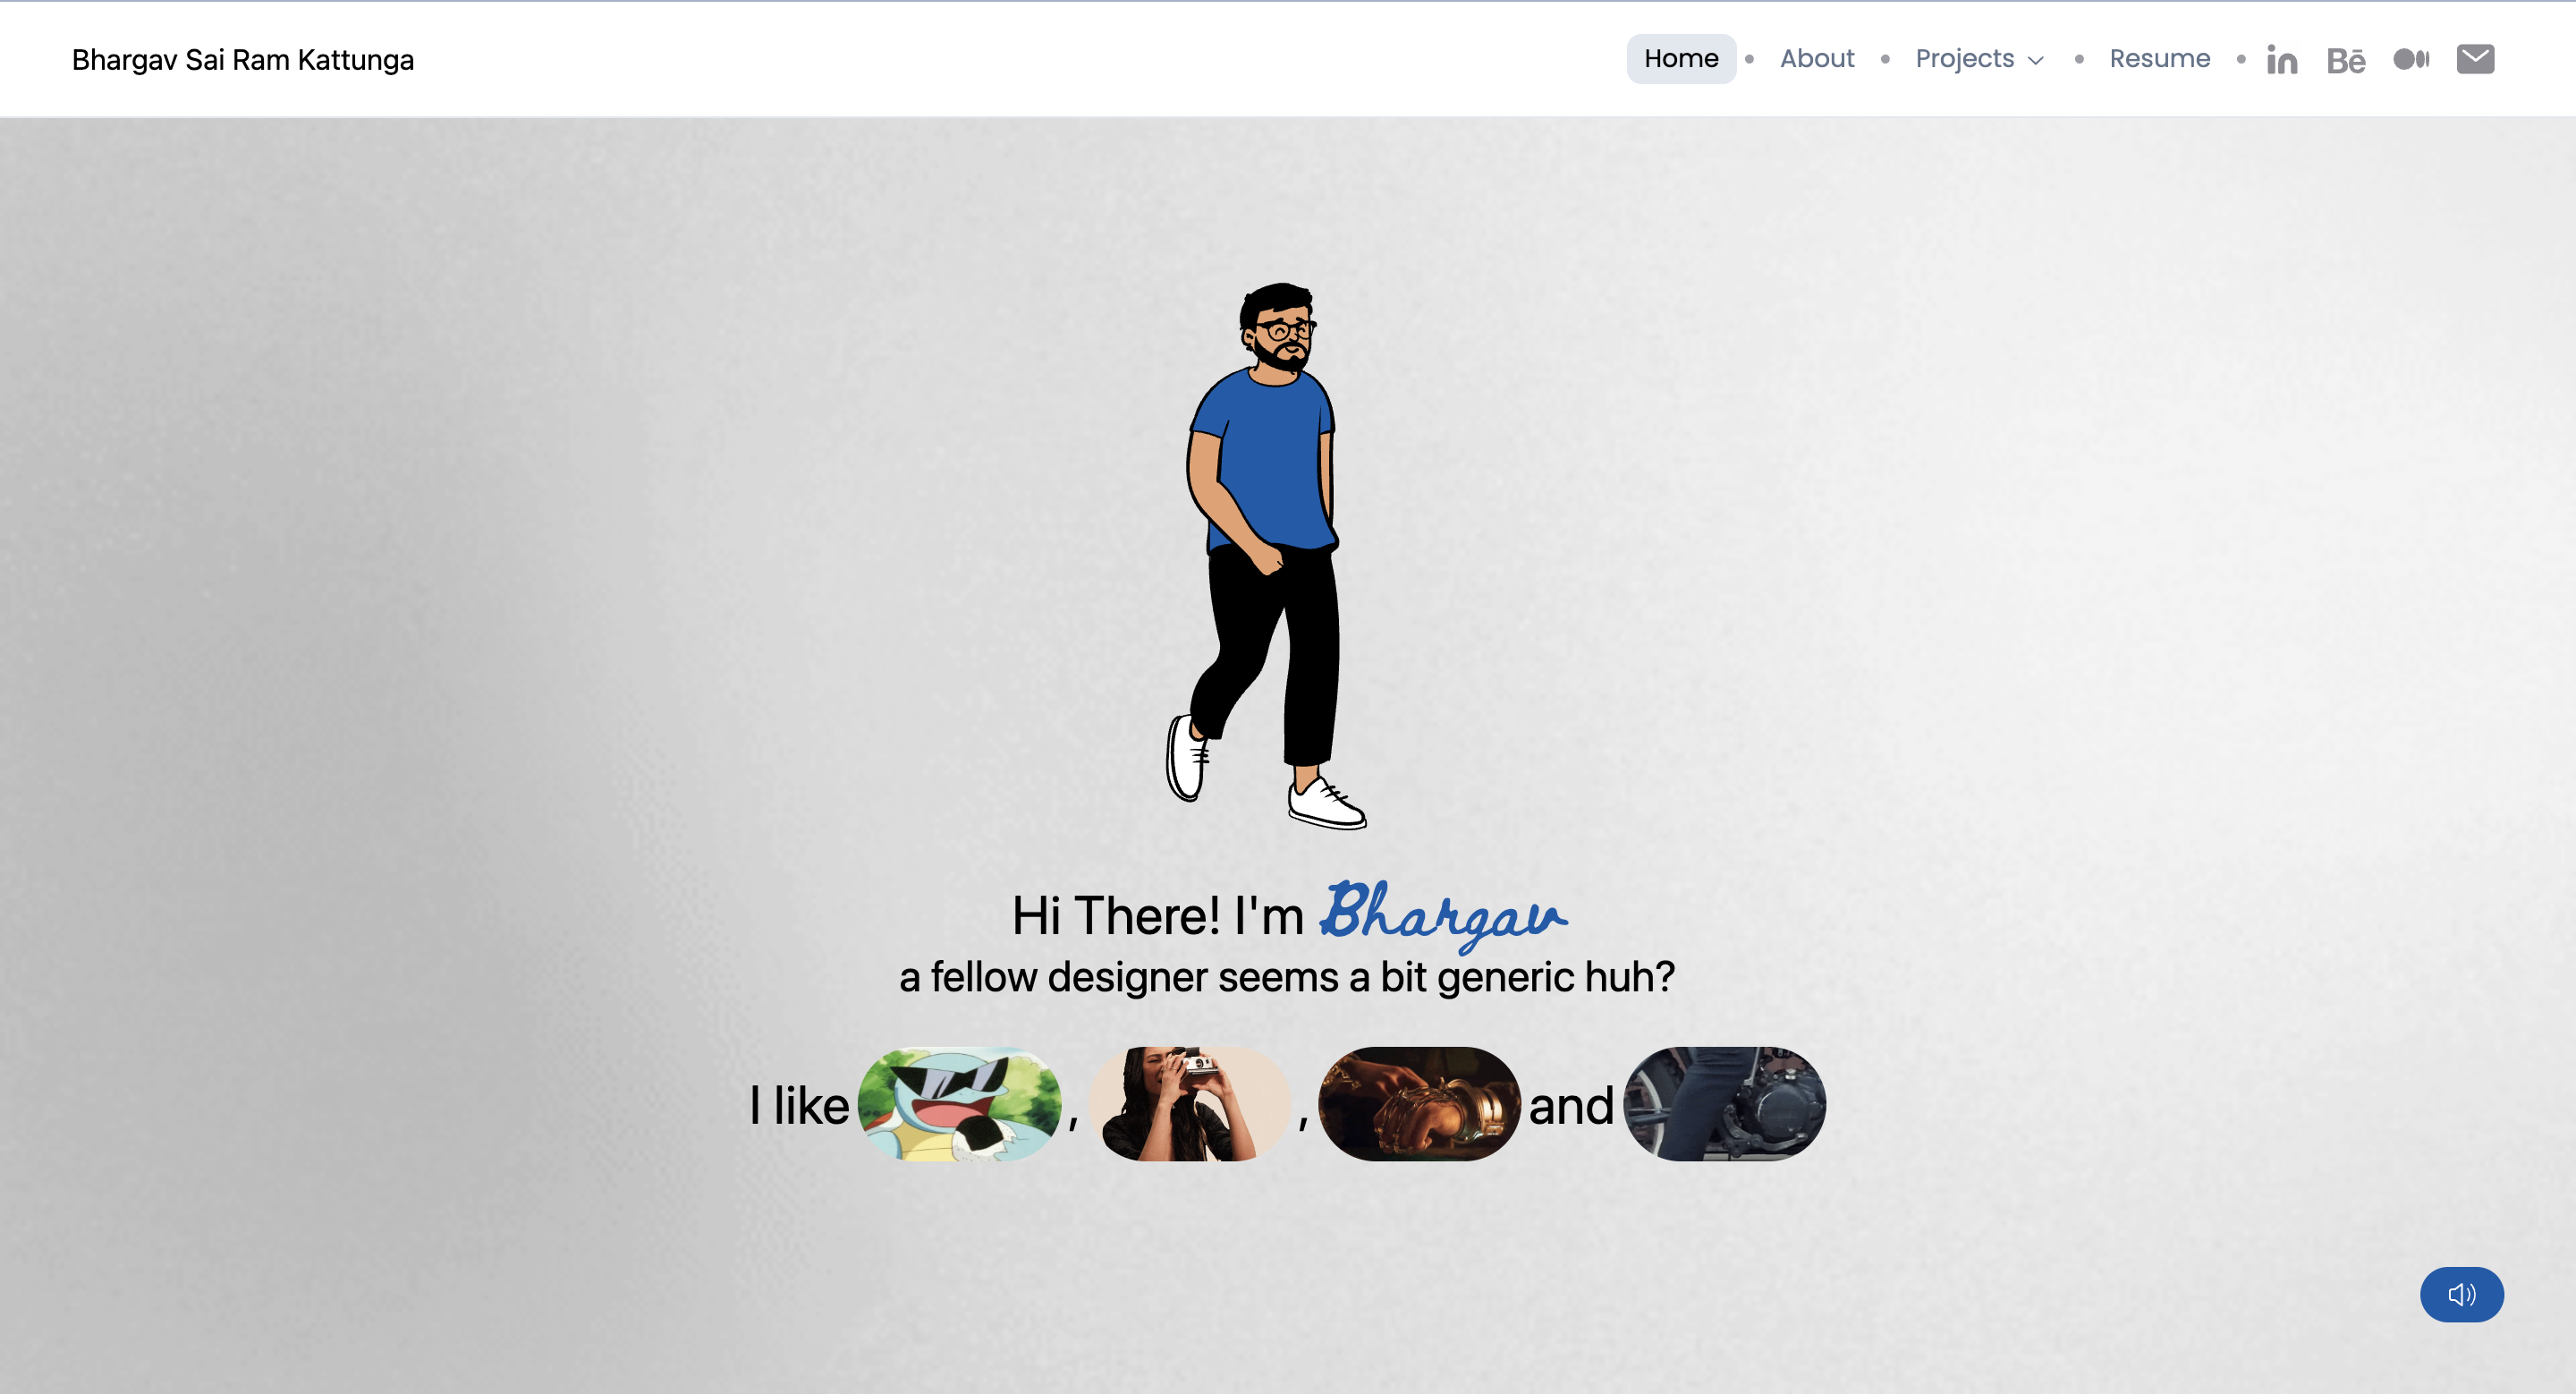 Bhargav Sai Ram Kattunga
Home • About • Projects • Resume • in Bē
Hi There! I'm Bhargav
a fellow designer seems a bit generic huh?
I like , , and